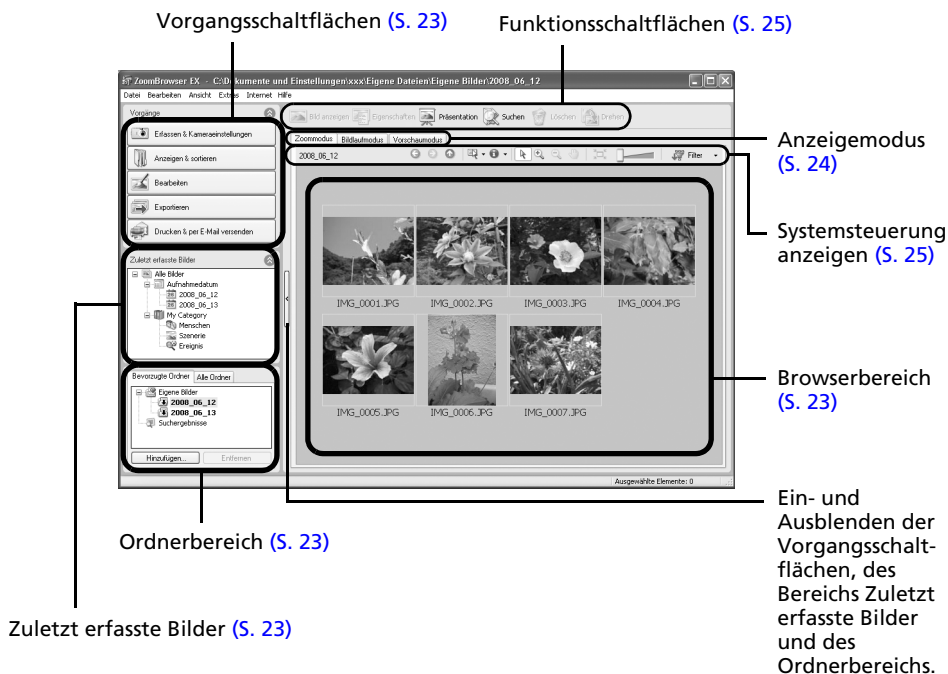 Vorgangsschaltflächen (S. 23)
Funktionsschaltflächen (S. 25)
ZoomBrowser EX - C:\Dokumente und Einstellungen\xxx\Eigene Dateien\Eigene Bilder\2008_06_12
Datei Bearbeiten Ansicht Extras Internet Hilfe
Vorgänge
Bild anzeigen Eigenschaften Präsentation Suchen Löschen Drehen
Erfassen & Kameraeinstellungen
Anzeigen & sortieren
Bearbeiten
Exportieren
Drucken & per E-Mail versenden
Zoommodus Bildlaufmodus Vorschaumodus
2008_06_12 Filter
Anzeigemodus
(S. 24)
Systemsteuerung
anzeigen (S. 25)
Zuletzt erfasste Bilder
Alle Bilder
Aufnahmedatum
2008_06_12
2008_06_13
My Category
Menschen
Szenerie
Ereignis
IMG_0001.JPG IMG_0002.JPG IMG_0003.JPG IMG_0004.JPG
IMG_0005.JPG IMG_0006.JPG IMG_0007.JPG
Browserbereich
(S. 23)
Bevorzugte Ordner Alle Ordner
Eigene Bilder
2008_06_12
2008_06_13
Suchergebnisse
Hinzufügen... Entfernen
Ausgewählte Elemente: 0
Ein- und
Ausblenden der
Vorgangsschalt-
flächen, des
Bereichs Zuletzt
erfasste Bilder
und des
Ordnerbereichs.
Ordnerbereich (S. 23)
Zuletzt erfasste Bilder (S. 23)